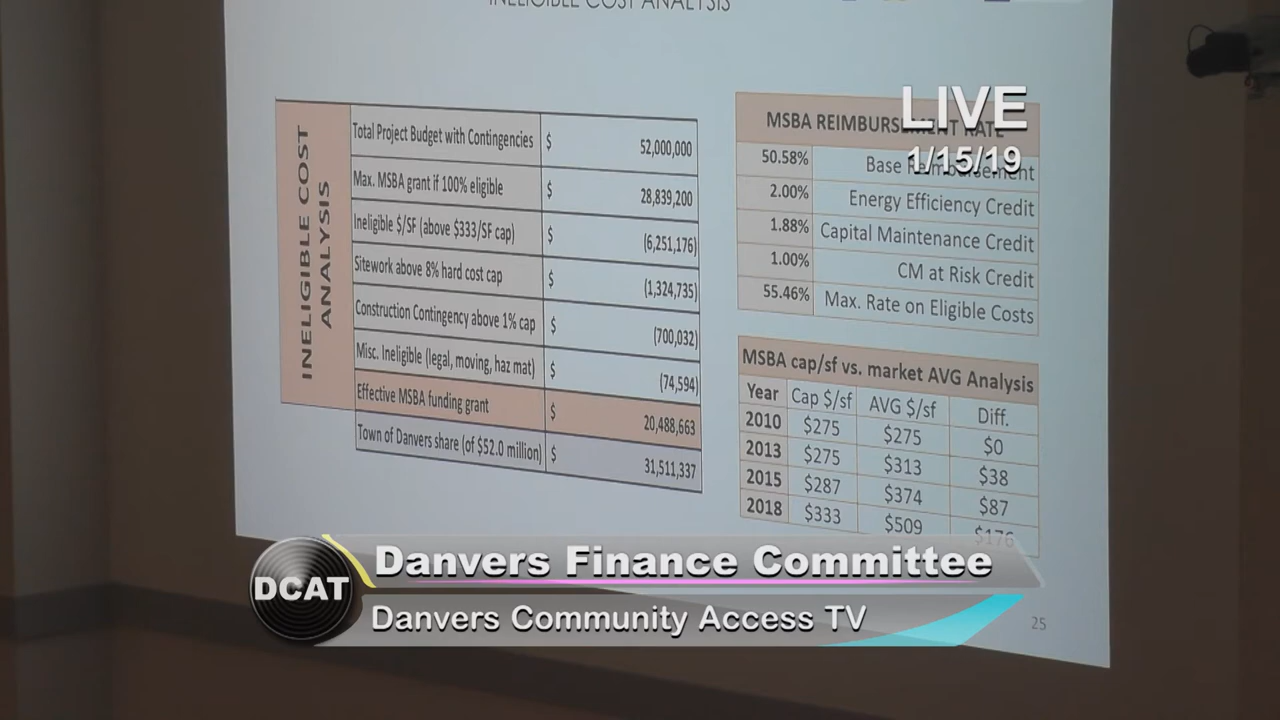 INELIGIBLE COST ANALYSIS
INELIGIBLE COST
ANALYSIS
Total Project Budget with Contingencies $ 52,000,000
Max. MSBA grant if 100% eligible $ 28,839,200
Ineligible $/SF (above $333/SF cap) $ (6,251,176)
Sitework above 8% hard cost cap $ (1,324,735)
Construction Contingency above 1% cap $ (700,032)
Misc. Ineligible (legal, moving, haz mat) $ (74,594)
Effective MSBA funding grant $ 20,488,663
Town of Danvers share (of $52.0 million) $ 31,511,337
LIVE
1/15/19
MSBA REIMBURSEMENT RATE
50.58% Base Reimbursement
2.00% Energy Efficiency Credit
1.88% Capital Maintenance Credit
1.00% CM at Risk Credit
55.46% Max. Rate on Eligible Costs
MSBA cap/sf vs. market AVG Analysis
Year Cap $/sf AVG $/sf Diff.
2010 $275 $275 $0
2013 $275 $313 $38
2015 $287 $374 $87
2018 $333 $509 $176
25
DCAT
Danvers Finance Committee
Danvers Community Access TV